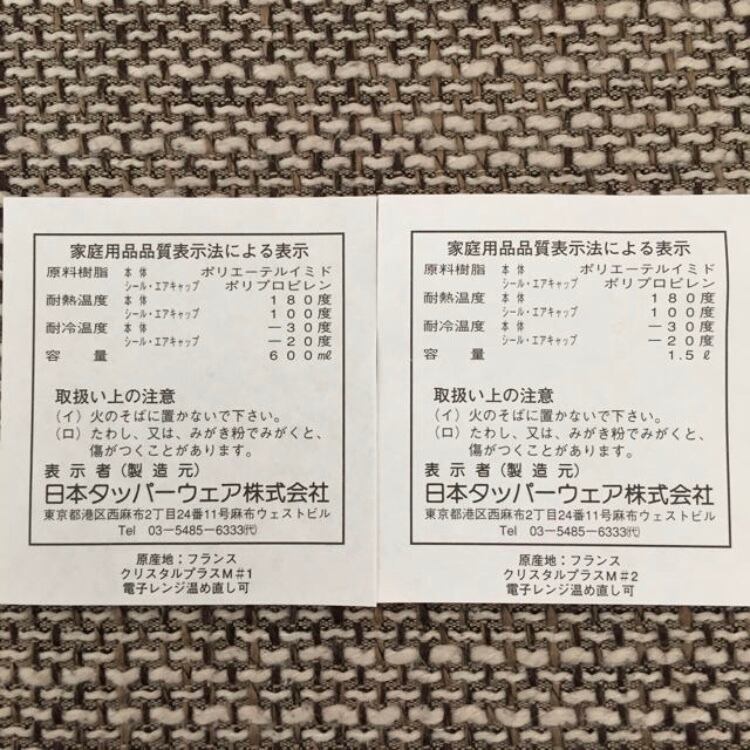 家庭用品品質表示法による表示
原料樹脂 本体 ポリエーテルイミド
シール・エアキャップ ポリプロピレン
耐熱温度 本体 180度
シール・エアキャップ 100度
耐冷温度 本体 −30度
シール・エアキャップ −20度
容量 600㎖
取扱い上の注意
(イ) 火のそばに置かないで下さい。
(ロ) たわし、又は、みがき粉でみがくと、
傷がつくことがあります。
表示者(製造元)
日本タッパーウェア株式会社
東京都港区西麻布2丁目24番11号麻布ウェストビル
Tel 03−5485−6333㈹
原産地:フランス
クリスタルプラスM#1
電子レンジ温め直し可
家庭用品品質表示法による表示
原料樹脂 本体 ポリエーテルイミド
シール・エアキャップ ポリプロピレン
耐熱温度 本体 180度
シール・エアキャップ 100度
耐冷温度 本体 −30度
シール・エアキャップ −20度
容量 1.5ℓ
取扱い上の注意
(イ) 火のそばに置かないで下さい。
(ロ) たわし、又は、みがき粉でみがくと、
傷がつくことがあります。
表示者(製造元)
日本タッパーウェア株式会社
東京都港区西麻布2丁目24番11号麻布ウェストビル
Tel 03−5485−6333㈹
原産地:フランス
クリスタルプラスM#2
電子レンジ温め直し可